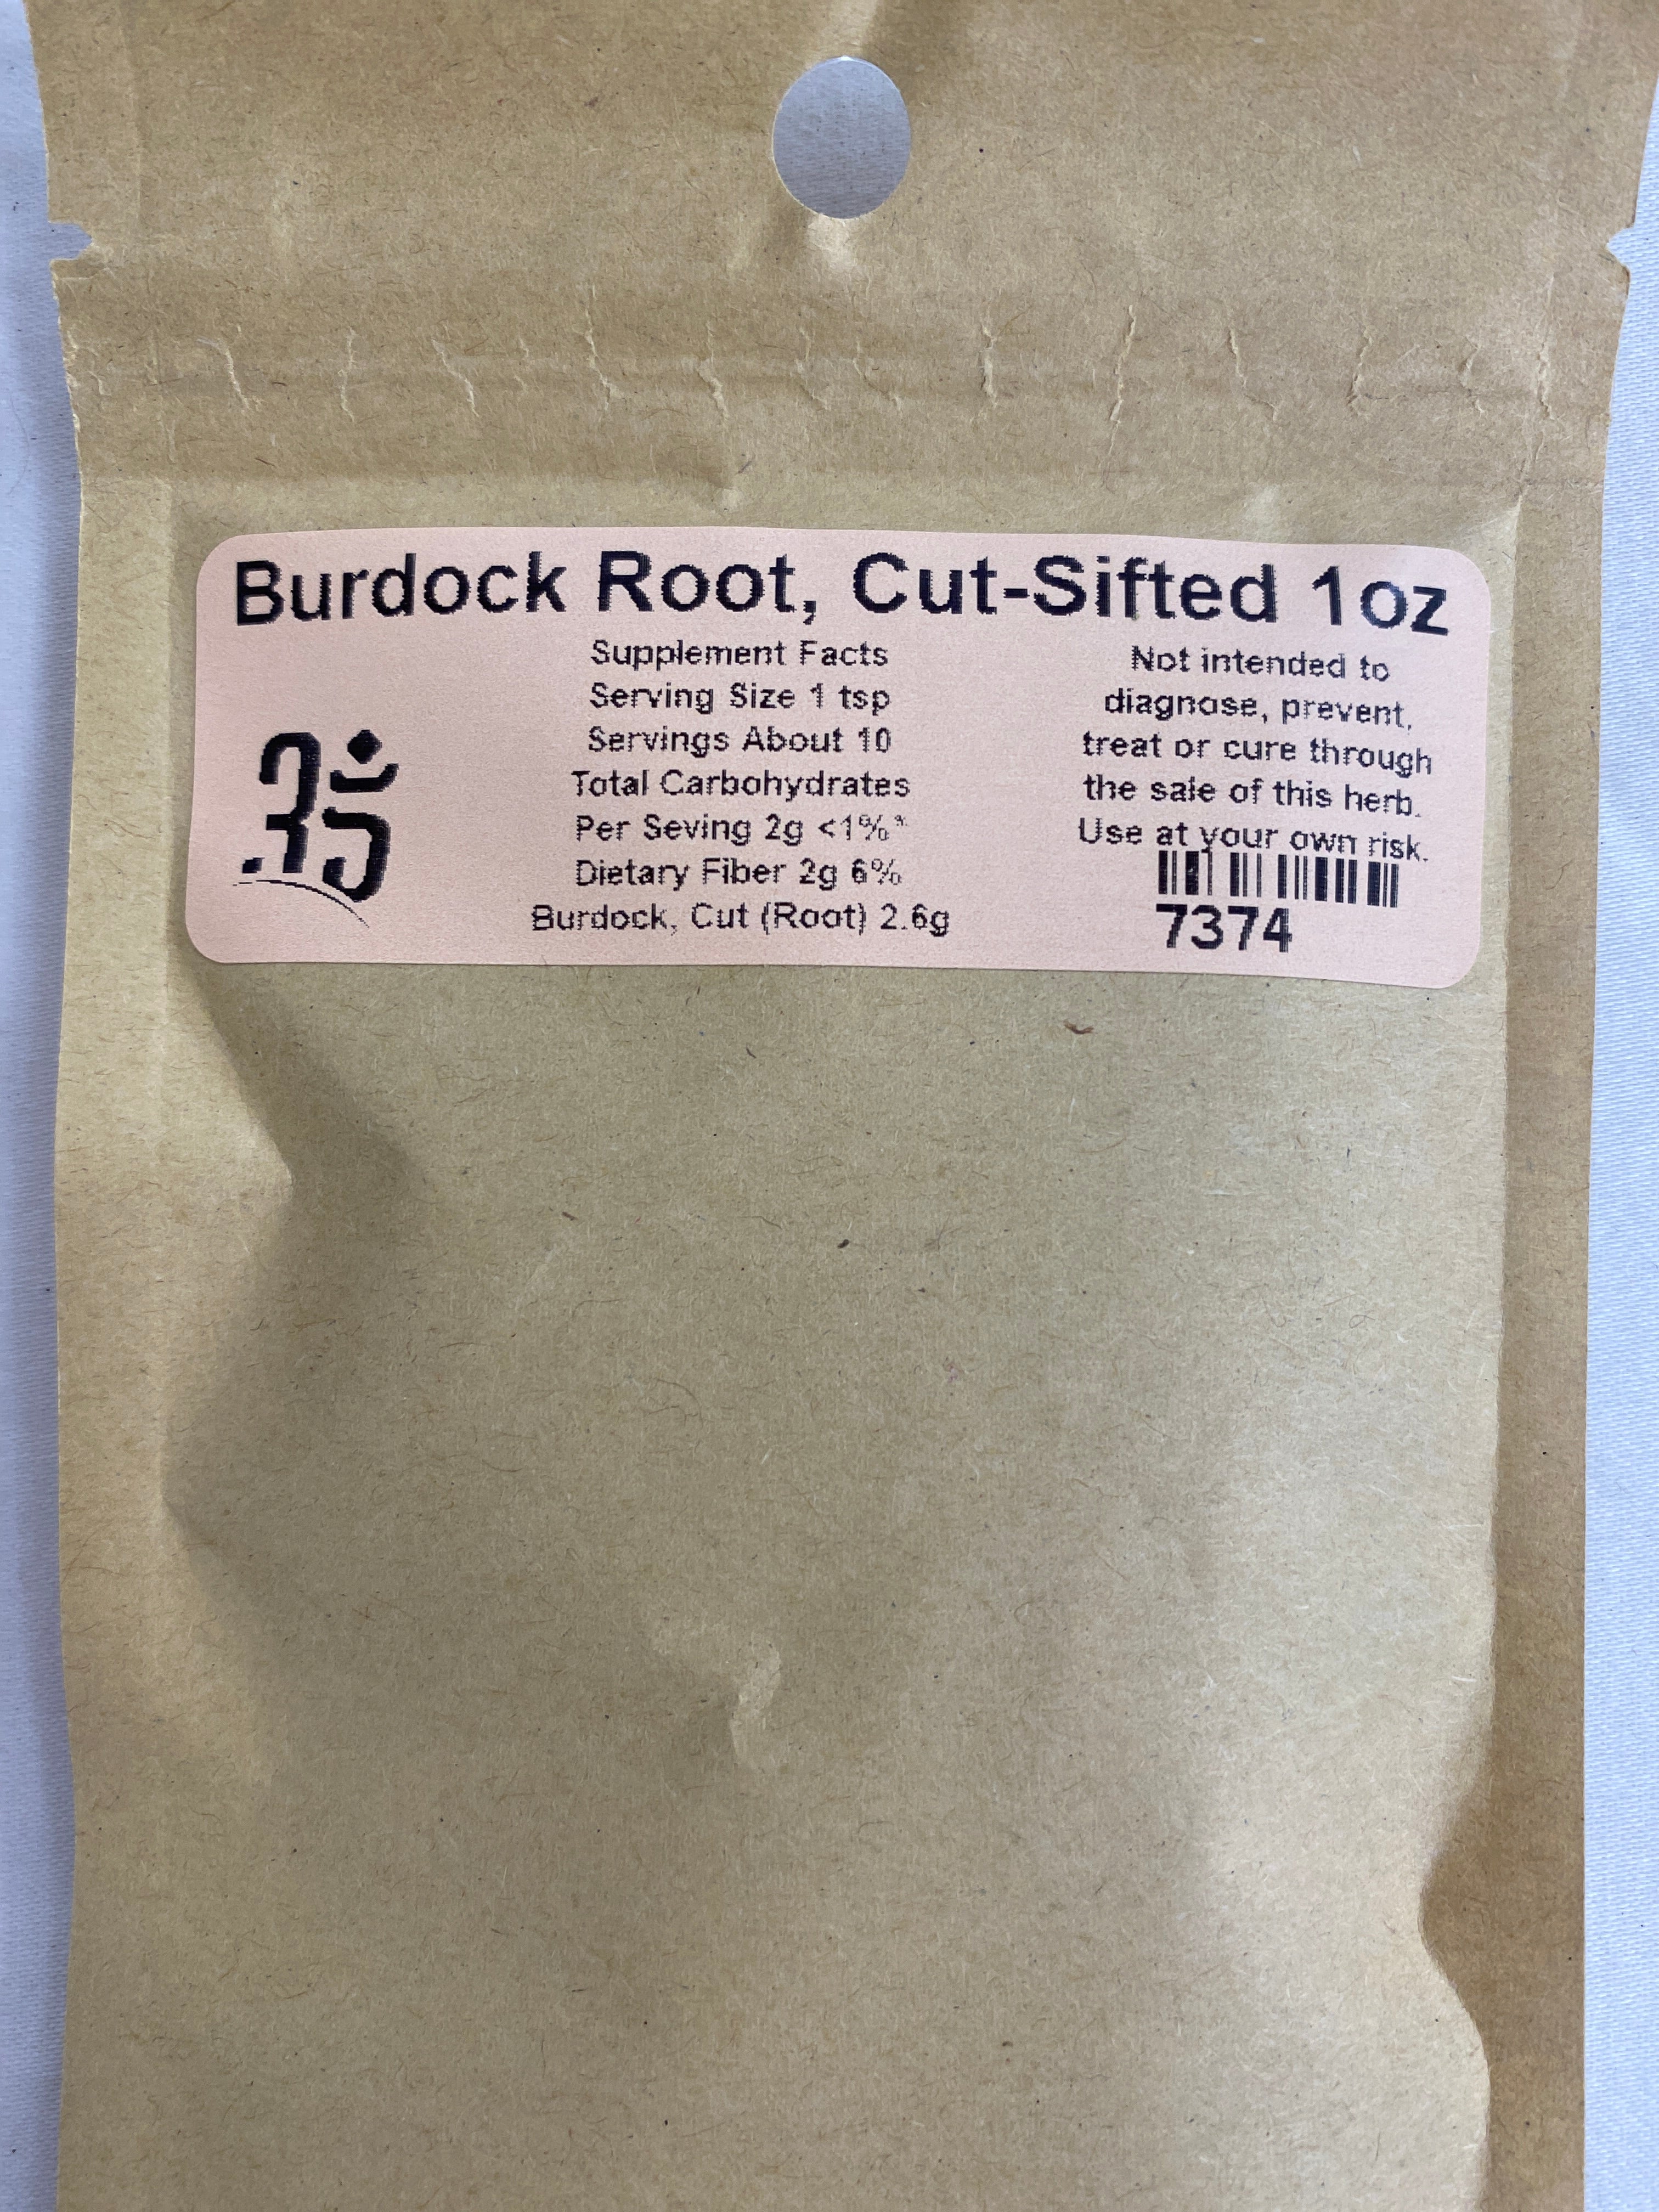 Burdock Root, Cut-Sifted 1oz
Supplement Facts
Serving Size 1 tsp
Servings About 10
Total Carbohydrates
Per Seving 2g <1%*
Dietary Fiber 2g 6%
Burdock, Cut (Root) 2.6g
Not intended to
diagnose, prevent,
treat or cure through
the sale of this herb.
Use at your own risk.
7374